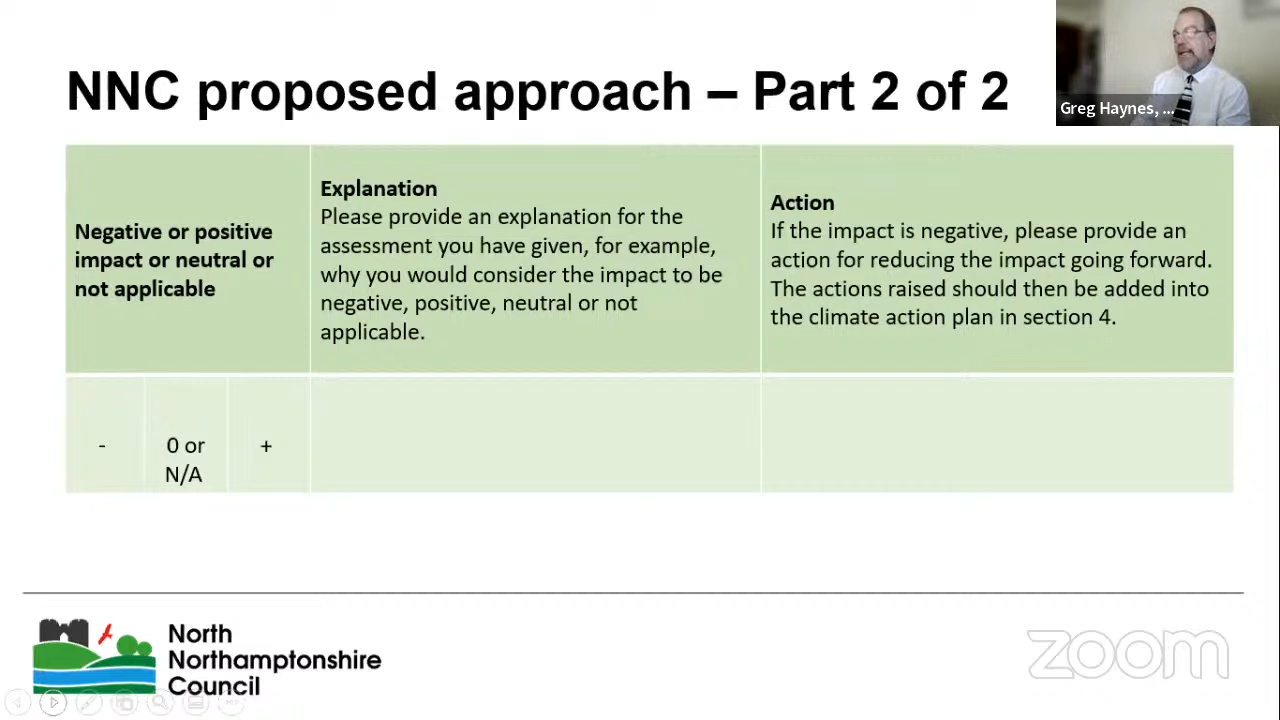 NNC proposed approach – Part 2 of 2
Greg Haynes, ...
Negative or positive
impact or neutral or
not applicable
Explanation
Please provide an explanation for the
assessment you have given, for example,
why you would consider the impact to be
negative, positive, neutral or not
applicable.
Action
If the impact is negative, please provide an
action for reducing the impact going forward.
The actions raised should then be added into
the climate action plan in section 4.
-
0 or
N/A
+
North
Northamptonshire
Council
zoom